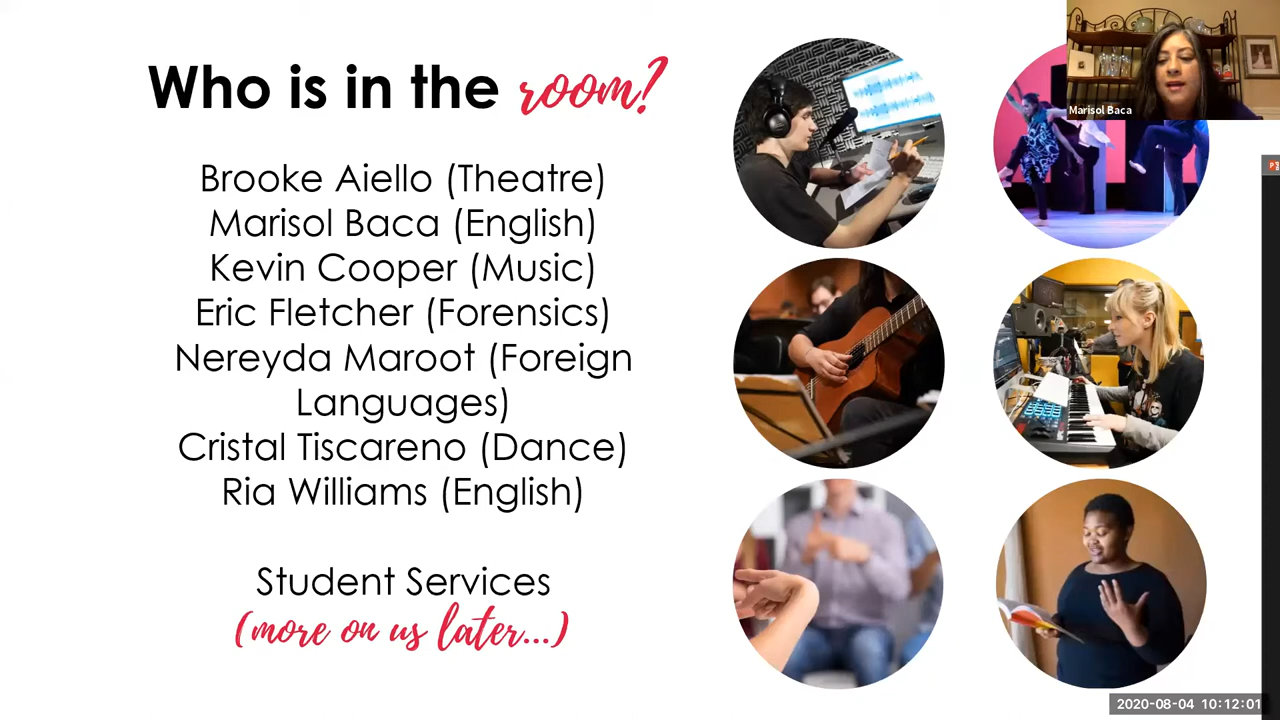 Who is in the room?
Brooke Aiello (Theatre)
Marisol Baca (English)
Kevin Cooper (Music)
Eric Fletcher (Forensics)
Nereyda Maroot (Foreign
Languages)
Cristal Tiscareno (Dance)
Ria Williams (English)
Student Services
(more on us later...)
Marisol Baca
2020-08-04 10:12:01